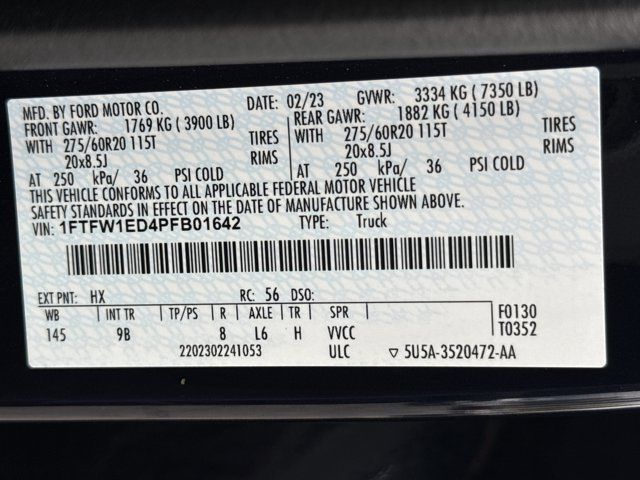 MFD. BY FORD MOTOR CO. DATE: 02/23 GVWR: 3334 KG ( 7350 LB)
FRONT GAWR: 1769 KG ( 3900 LB) REAR GAWR: 1882 KG ( 4150 LB)
WITH 275/60R20 115T TIRES WITH 275/60R20 115T TIRES
20x8.5J RIMS 20x8.5J RIMS
AT 250 kPa/ 36 PSI COLD AT 250 kPa/ 36 PSI COLD
THIS VEHICLE CONFORMS TO ALL APPLICABLE FEDERAL MOTOR VEHICLE
SAFETY STANDARDS IN EFFECT ON THE DATE OF MANUFACTURE SHOWN ABOVE.
VIN: 1FTFW1ED4PFB01642 TYPE: Truck
EXT PNT: HX RC: 56 DSO:
WB INT TR TP/PS R AXLE TR SPR F0130
145 9B 8 L6 H VVCC T0352
2202302241053 ULC ▽ 5U5A-3520472-AA